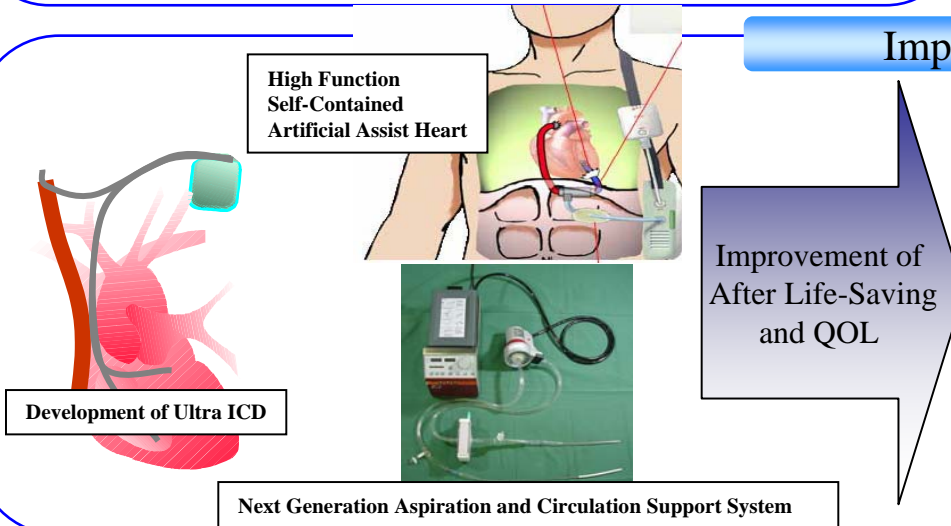 Imp
High Function
Self-Contained
Artificial Assist Heart
Improvement of
After Life-Saving
and QOL
Development of Ultra ICD
Next Generation Aspiration and Circulation Support System